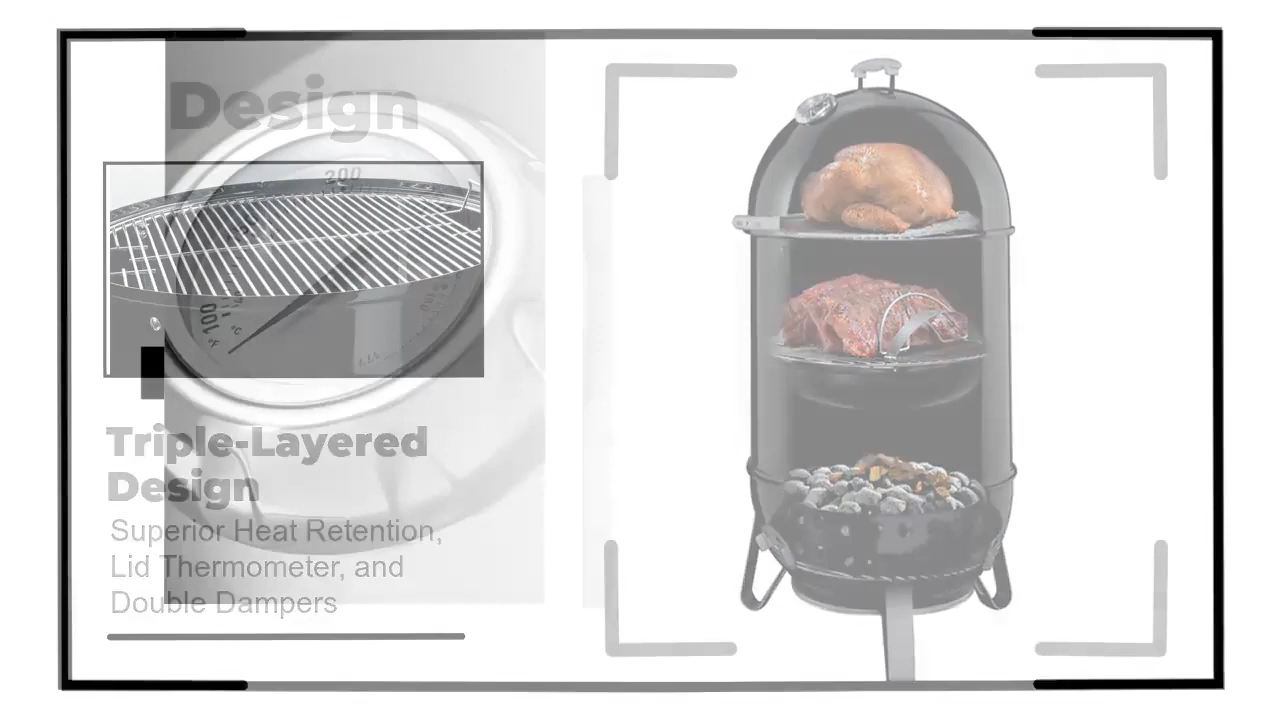 Design
200
100
°F
°C
Triple-Layered
Design
Superior Heat Retention,
Lid Thermometer, and
Double Dampers